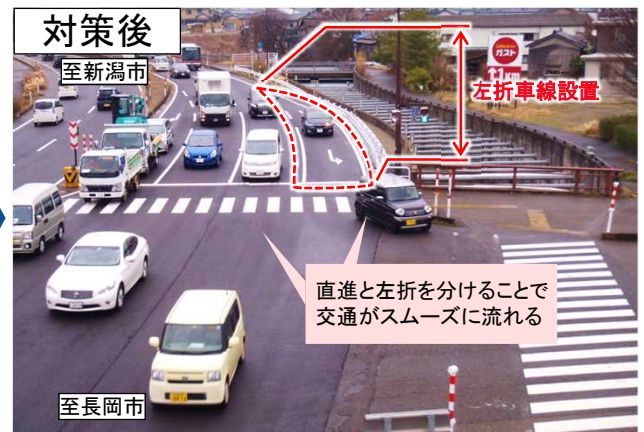 対策後
至新潟市
ガスト
1.1km
左折車線設置
直進と左折を分けることで
交通がスムーズに流れる
至長岡市